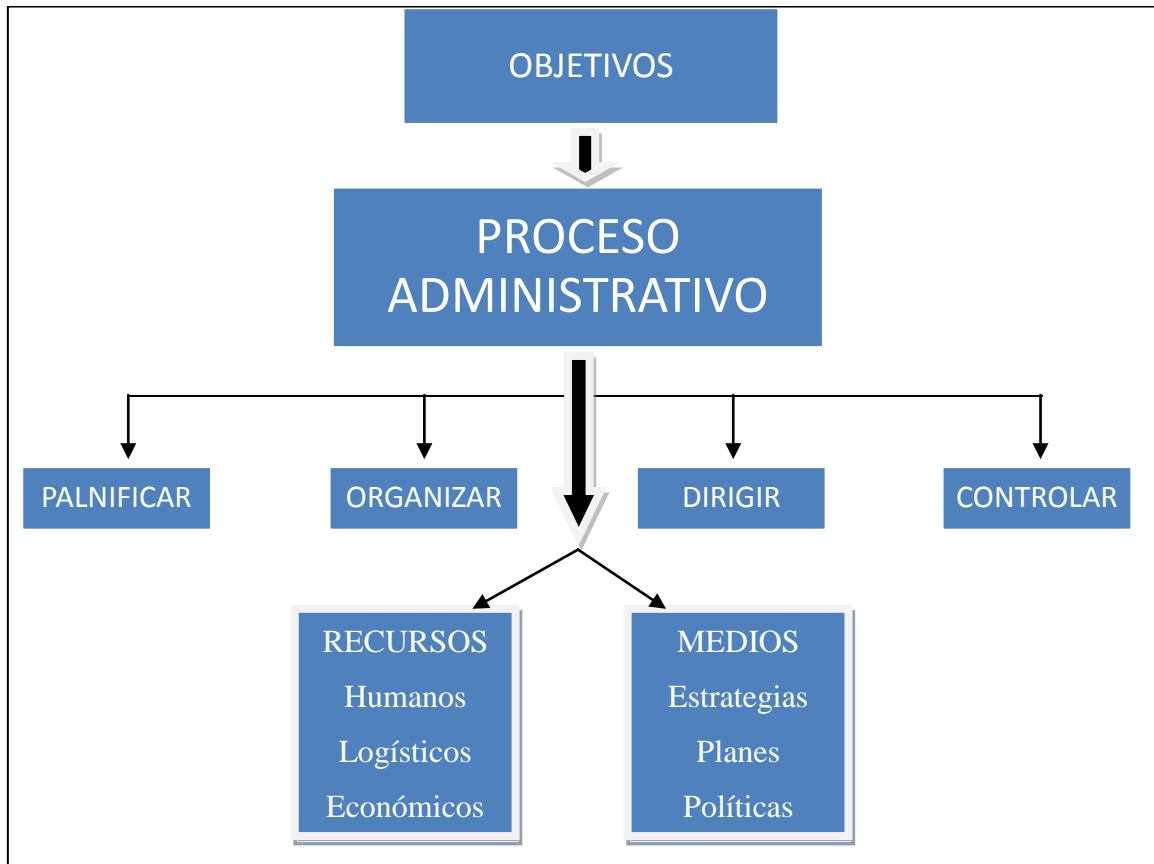 OBJETIVOS
PROCESO
ADMINISTRATIVO
PALNIFICAR
ORGANIZAR
DIRIGIR
CONTROLAR
RECURSOS
Humanos
Logísticos
Económicos
MEDIOS
Estrategias
Planes
Políticas